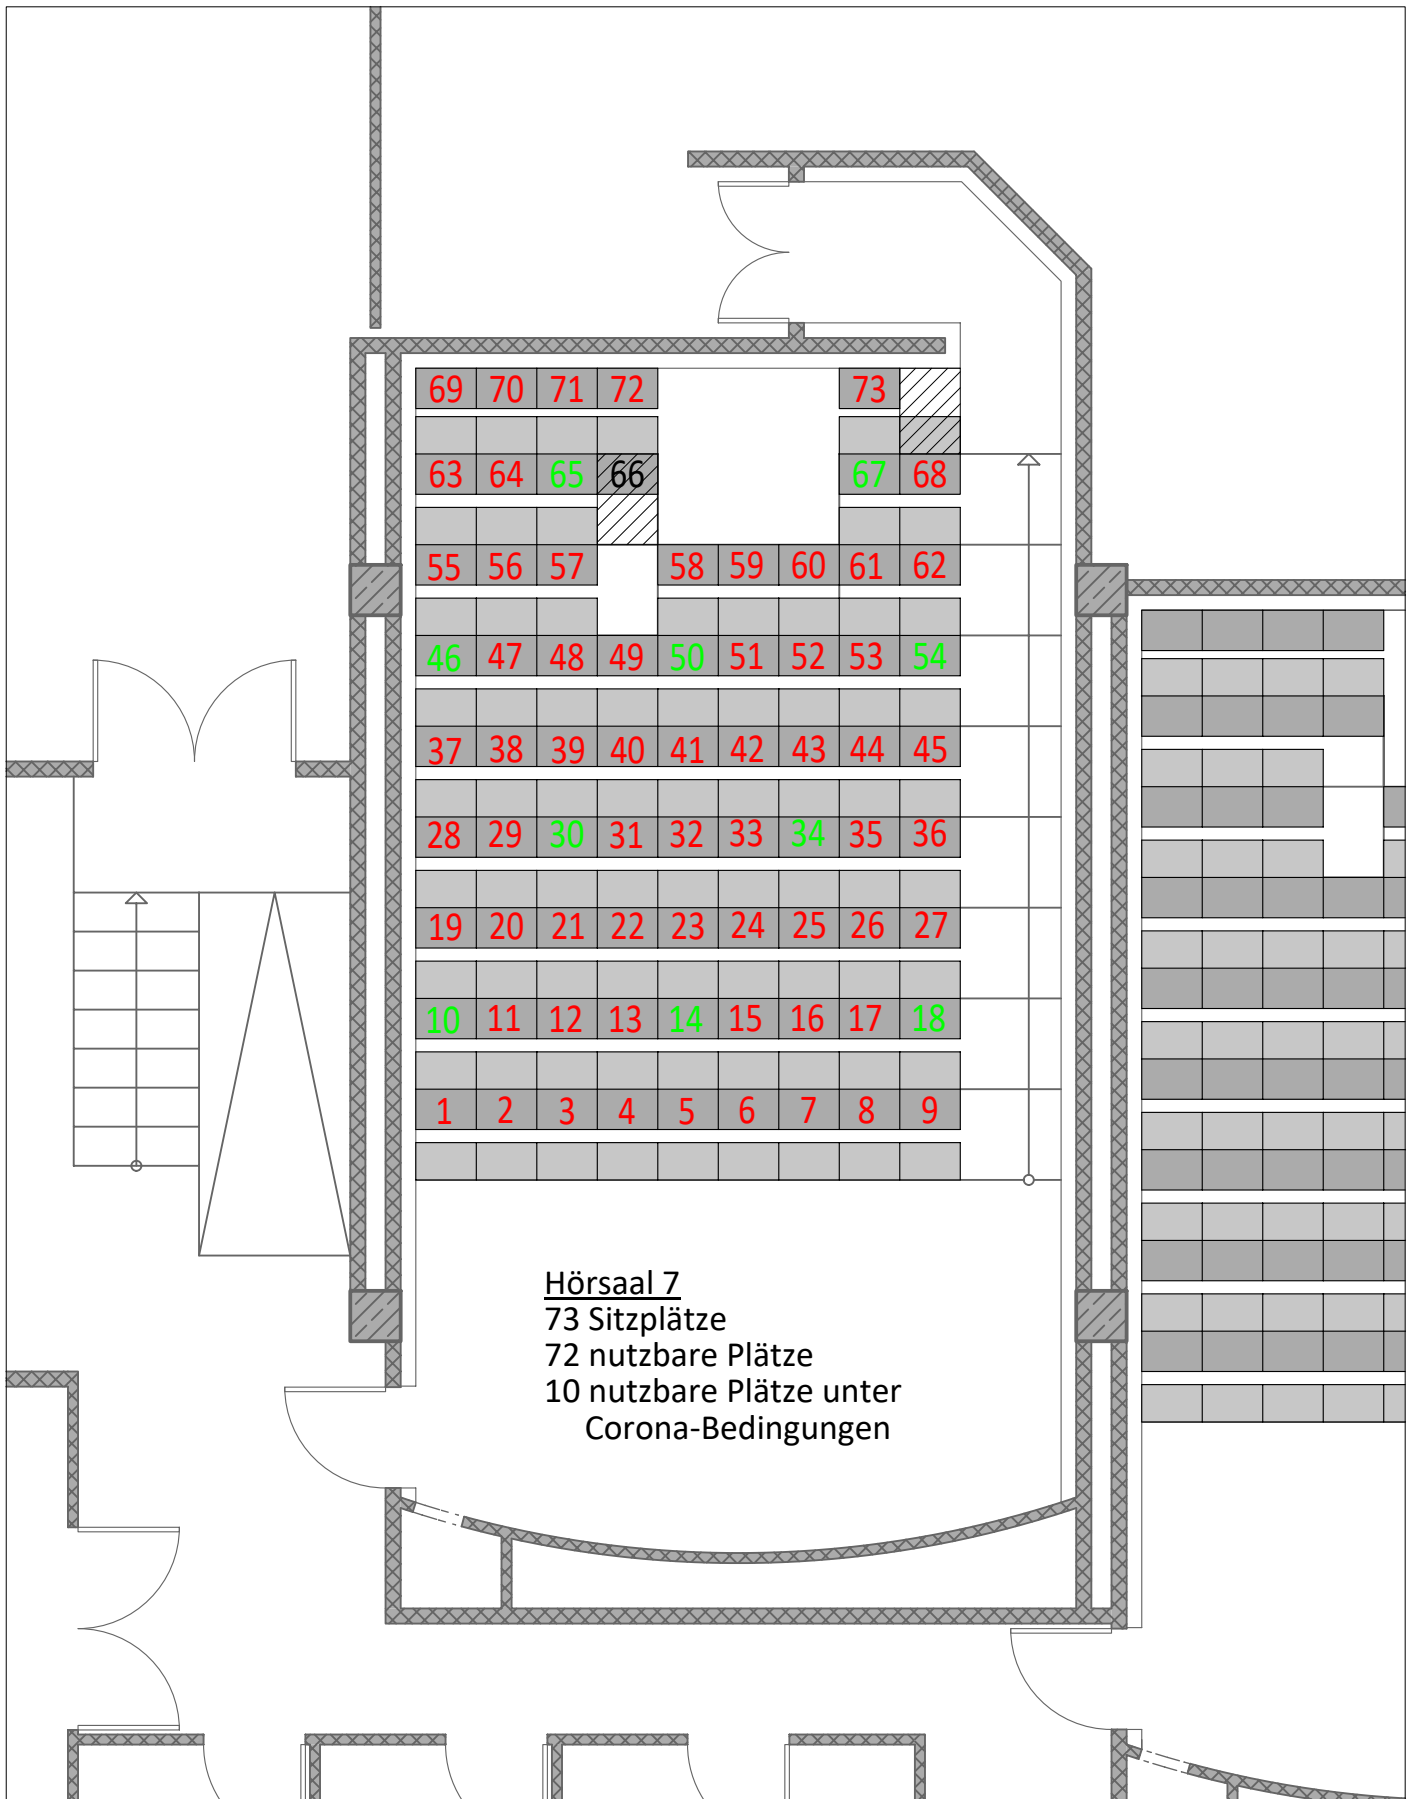 69 70 71 72 73
63 64 65 66 67 68
55 56 57 58 59 60 61 62
46 47 48 49 50 51 52 53 54
37 38 39 40 41 42 43 44 45
28 29 30 31 32 33 34 35 36
19 20 21 22 23 24 25 26 27
10 11 12 13 14 15 16 17 18
1 2 3 4 5 6 7 8 9
Hörsaal 7
73 Sitzplätze
72 nutzbare Plätze
10 nutzbare Plätze unter
Corona-Bedingungen